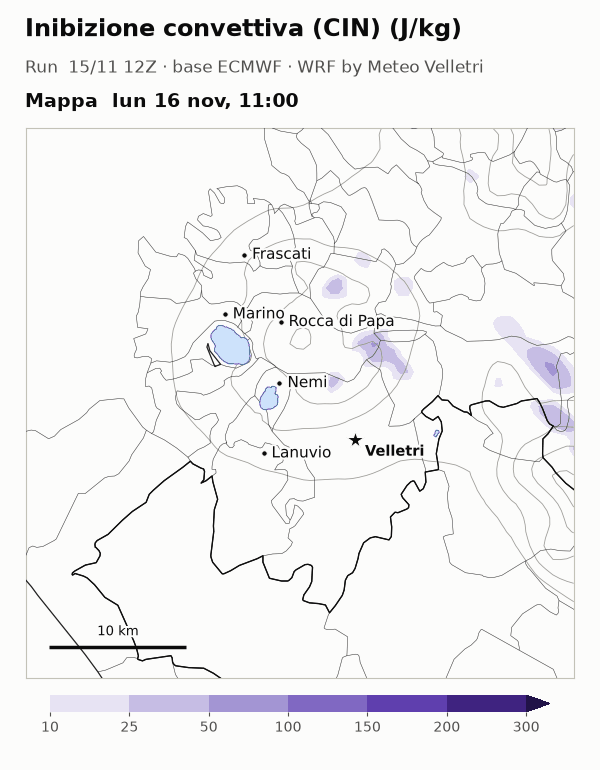 Inibizione convettiva (CIN) (J/kg)
Run 15/11 12Z · base ECMWF · WRF by Meteo Velletri
Mappa lun 16 nov, 11:00
Frascati
Marino
Rocca di Papa
Nemi
Velletri
Lanuvio
10 km
10 25 50 100 150 200 300